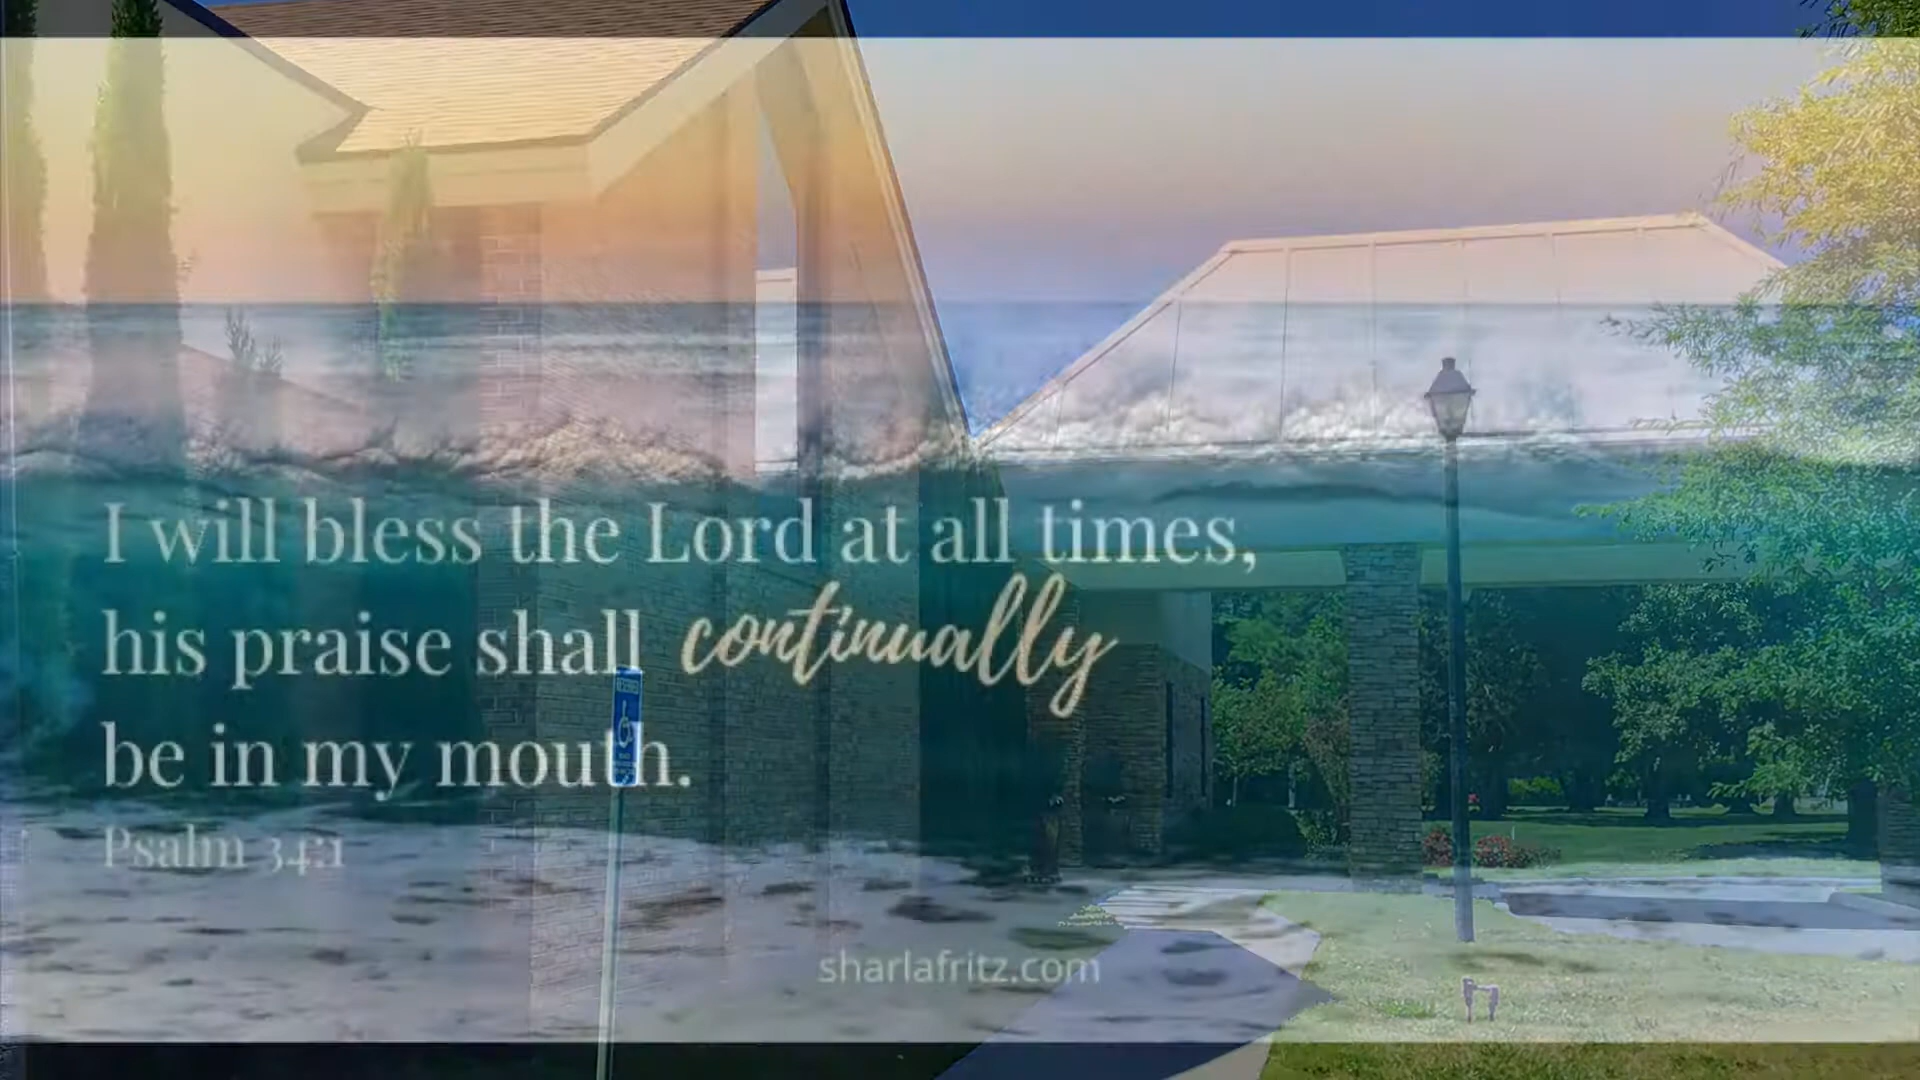 I will bless the Lord at all times,
his praise shall continually
be in my mouth.
Psalm 34:1
RESERVED
sharlafritz.com